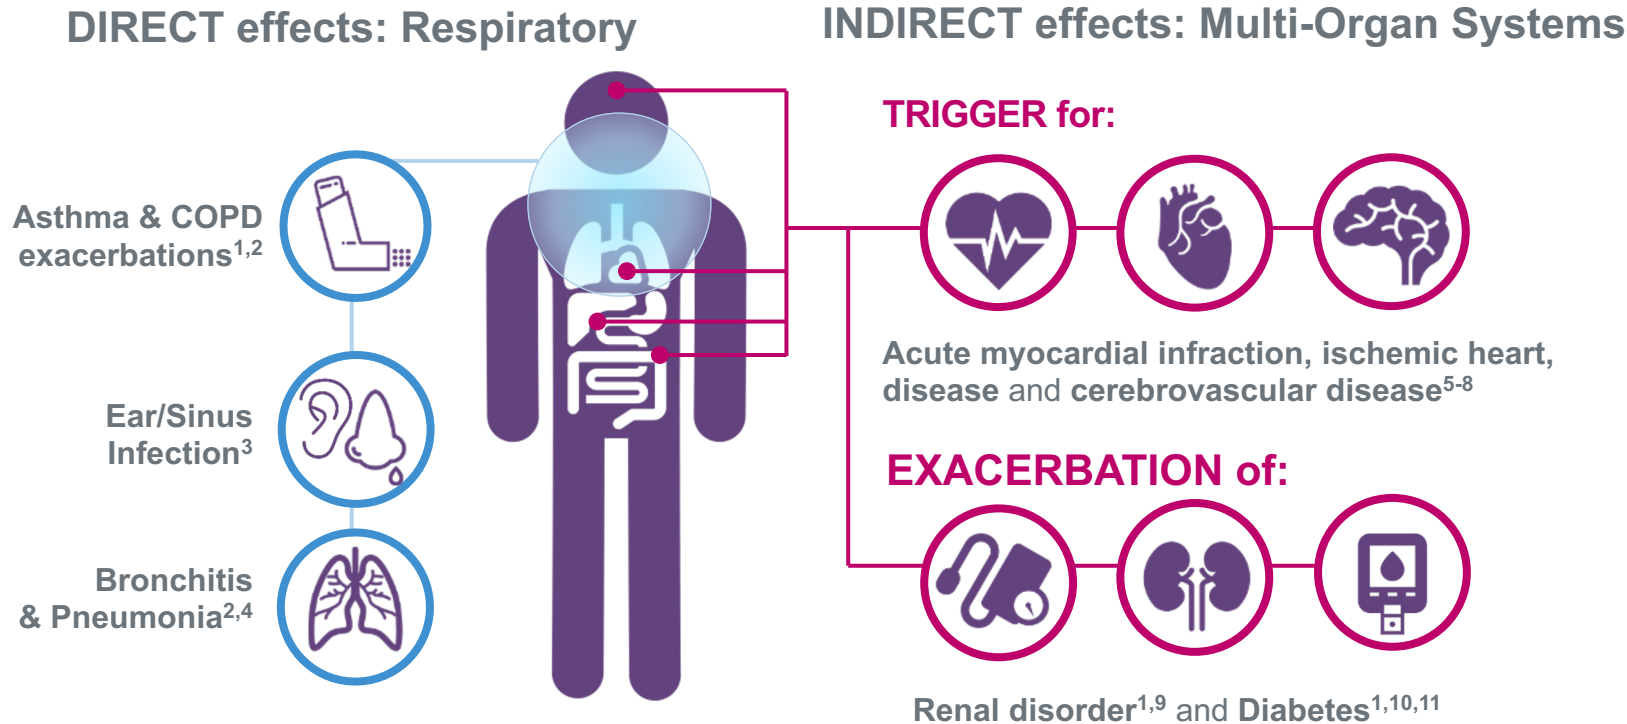 DIRECT effects: Respiratory
INDIRECT effects: Multi-Organ Systems
Asthma & COPD
exacerbations1,2
Ear/Sinus
Infection3
Bronchitis
& Pneumonia2,4
TRIGGER for:
Acute myocardial infraction, ischemic heart,
disease and cerebrovascular disease5-8
EXACERBATION of:
Renal disorder1,9 and Diabetes1,10,11